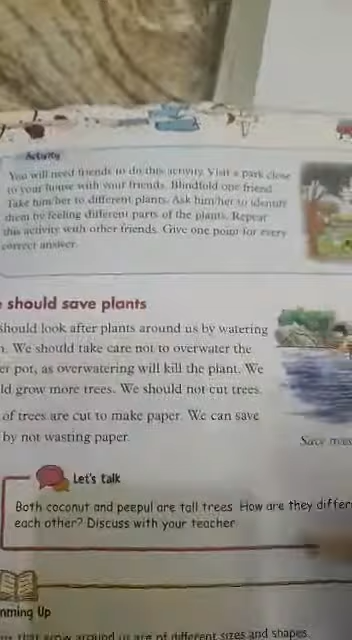 Activity
You will need friends to do this activity. Visit a park close
to your house with your friends. Blindfold one friend.
Take him/her to different plants. Ask him/her to identify
them by feeling different parts of the plants. Repeat
this activity with other friends. Give one point for every
correct answer.
should save plants
should look after plants around us by watering
We should take care not to overwater the
pot, as overwatering will kill the plant. We
grow more trees. We should not cut trees.
of trees are cut to make paper. We can save
by not wasting paper.
Save
Let's talk
Both coconut and peepul are tall trees. How are they
each other? Discuss with your teacher.
Up
that grow around us are of different sizes and shapes.